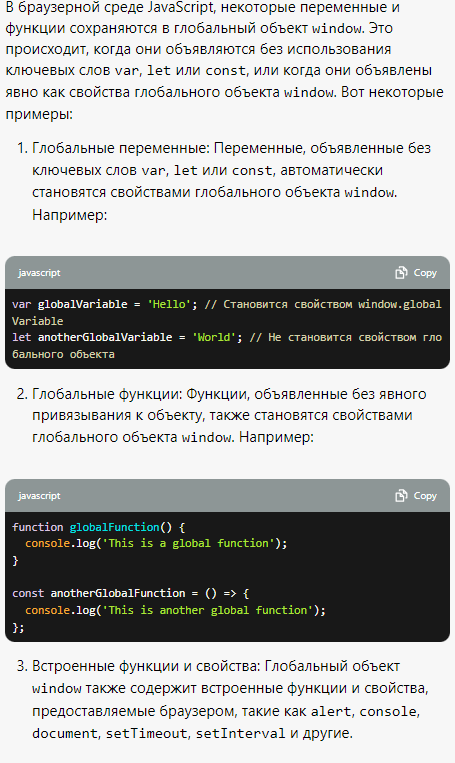 В браузерной среде JavaScript, некоторые переменные и
функции сохраняются в глобальный объект window. Это
происходит, когда они объявляются без использования
ключевых слов var, let или const, или когда они объявлены
явно как свойства глобального объекта window. Вот некоторые
примеры:
1. Глобальные переменные: Переменные, объявленные без
ключевых слов var, let или const, автоматически
становятся свойствами глобального объекта window.
Например:
javascript Copy
var globalVariable = 'Hello'; // Становится свойством window.global
Variable
let anotherGlobalVariable = 'World'; // Не становится свойством гло
бального объекта
2. Глобальные функции: Функции, объявленные без явного
привязывания к объекту, также становятся свойствами
глобального объекта window. Например:
javascript Copy
function globalFunction() {
  console.log('This is a global function');
}
const anotherGlobalFunction = () => {
  console.log('This is another global function');
};
3. Встроенные функции и свойства: Глобальный объект
window также содержит встроенные функции и свойства,
предоставляемые браузером, такие как alert, console,
document, setTimeout, setInterval и другие.